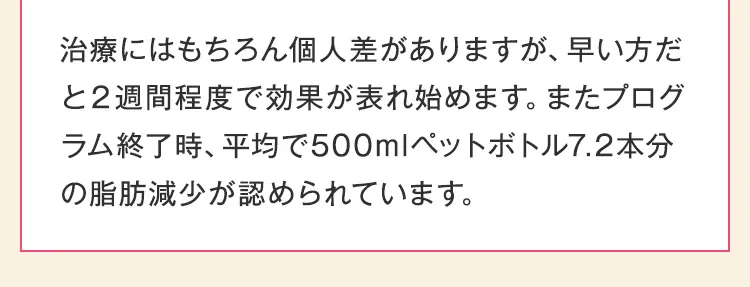 治療にはもちろん個人差がありますが、早い方だ
と２週間程度で効果が表れ始めます。またプログ
ラム終了時、平均で500mlペットボトル7.2本分
の脂肪減少が認められています。